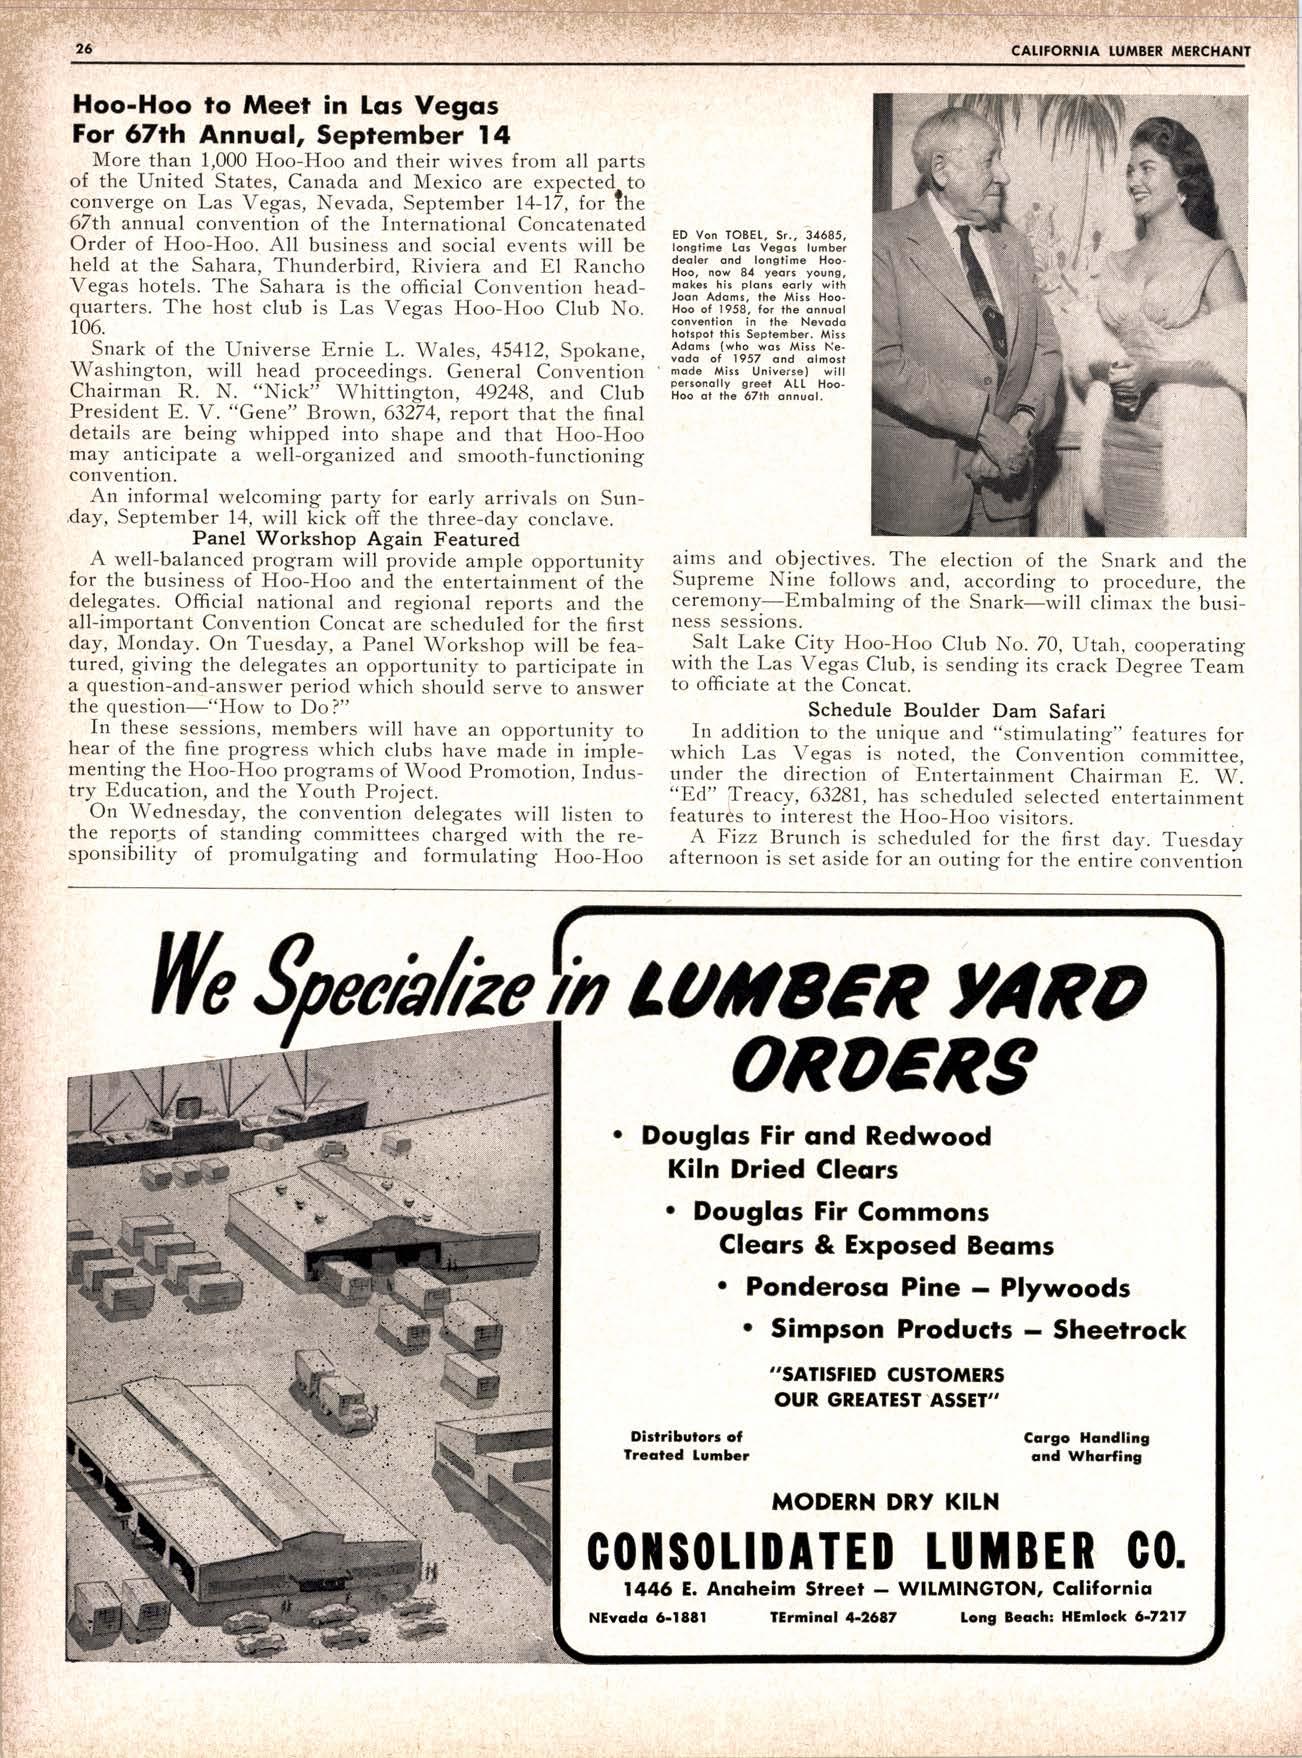 26
CALIFORNIA LUMBER MERCHANT
Hoo-Hoo to Meet in Las Vegas
For 67th Annual, September 14
More than 1,000 Hoo-Hoo and their wives from all parts
of the United States, Canada and Mexico are expected to
converge on Las Vegas, Nevada, September 14-17, for the
67th annual convention of the International Concatenated
Order of Hoo-Hoo. All business and social events will be
held at the Sahara, Thunderbird, Riviera and El Rancho
Vegas hotels. The Sahara is the official Convention head-
quarters. The host club is Las Vegas Hoo-Hoo Club No.
106.
Snark of the Universe Ernie L. Wales, 45412, Spokane,
Washington, will head proceedings. General Convention
Chairman R. N. "Nick" Whittington, 49248, and Club
President E. V. "Gene" Brown, 63274, report that the final
details are being whipped into shape and that Hoo-Hoo
may anticipate a well-organized and smooth-functioning
convention.
An informal welcoming party for early arrivals on Sun-
day, September 14, will kick off the three-day conclave.
Panel Workshop Again Featured
A well-balanced program will provide ample opportunity
for the business of Hoo-Hoo and the entertainment of the
delegates. Official national and regional reports and the
all-important Convention Concat are scheduled for the first
day, Monday. On Tuesday, a Panel Workshop will be fea-
tured, giving the delegates an opportunity to participate in
a question-and-answer period which should serve to answer
the question—"How to Do?"
In these sessions, members will have an opportunity to
hear of the fine progress which clubs have made in imple-
menting the Hoo-Hoo programs of Wood Promotion, Indus-
try Education, and the Youth Project.
On Wednesday, the convention delegates will listen to
the reports of standing committees charged with the re-
sponsibility of promulgating and formulating Hoo-Hoo
ED Von TOBEL, Sr., 34685,
longtime Las Vegas lumber
dealer and longtime Hoo-
Hoo, now 84 years young,
makes his plans early with
Joan Adams, the Miss Hoo-
Hoo of 1958, for the annual
convention in the Nevada
hotspot this September. Miss
Adams (who was Miss Ne-
vada of 1957 and almost
made Miss Universe) will
personally greet ALL Hoo-
Hoo at the 67th annual.
aims and objectives. The election of the Snark and the
Supreme Nine follows and, according to procedure, the
ceremony—Embalming of the Snark—will climax the busi-
ness sessions.
Salt Lake City Hoo-Hoo Club No. 70, Utah, cooperating
with the Las Vegas Club, is sending its crack Degree Team
to officiate at the Concat.
Schedule Boulder Dam Safari
In addition to the unique and "stimulating" features for
which Las Vegas is noted, the Convention committee,
under the direction of Entertainment Chairman E. W.
"Ed" Treacy, 63281, has scheduled selected entertainment
features to interest the Hoo-Hoo visitors.
A Fizz Brunch is scheduled for the first day. Tuesday
afternoon is set aside for an outing for the entire convention
We Specialize in LUMBER YARD
ORDERS
• Douglas Fir and Redwood
Kiln Dried Clears
• Douglas Fir Commons
Clears & Exposed Beams
• Ponderosa Pine — Plywoods
• Simpson Products — Sheetrock
"SATISFIED CUSTOMERS
OUR GREATEST ASSET"
Distributors of
Treated Lumber
Cargo Handling
and Wharfing
MODERN DRY KILN
CONSOLIDATED LUMBER CO.
1446 E. Anaheim Street — WILMINGTON, California
NEvada 6-1881 TErminal 4-2687 Long Beach: HEmlock 6-7217